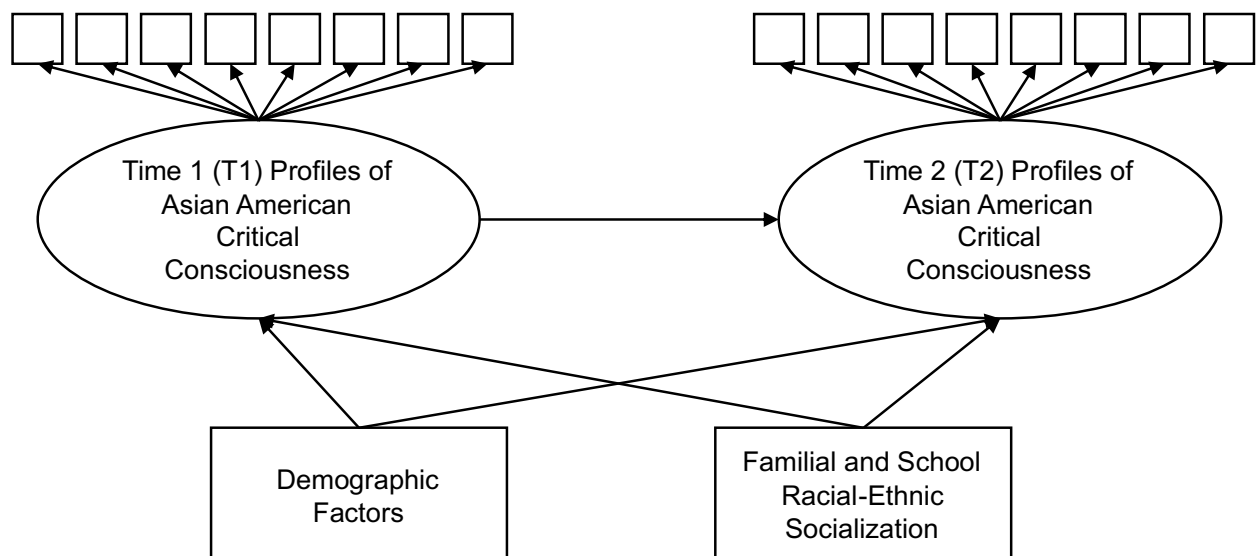 Time 1 (T1) Profiles of
Asian American
Critical
Consciousness
Time 2 (T2) Profiles of
Asian American
Critical
Consciousness
Demographic
Factors
Familial and School
Racial-Ethnic
Socialization